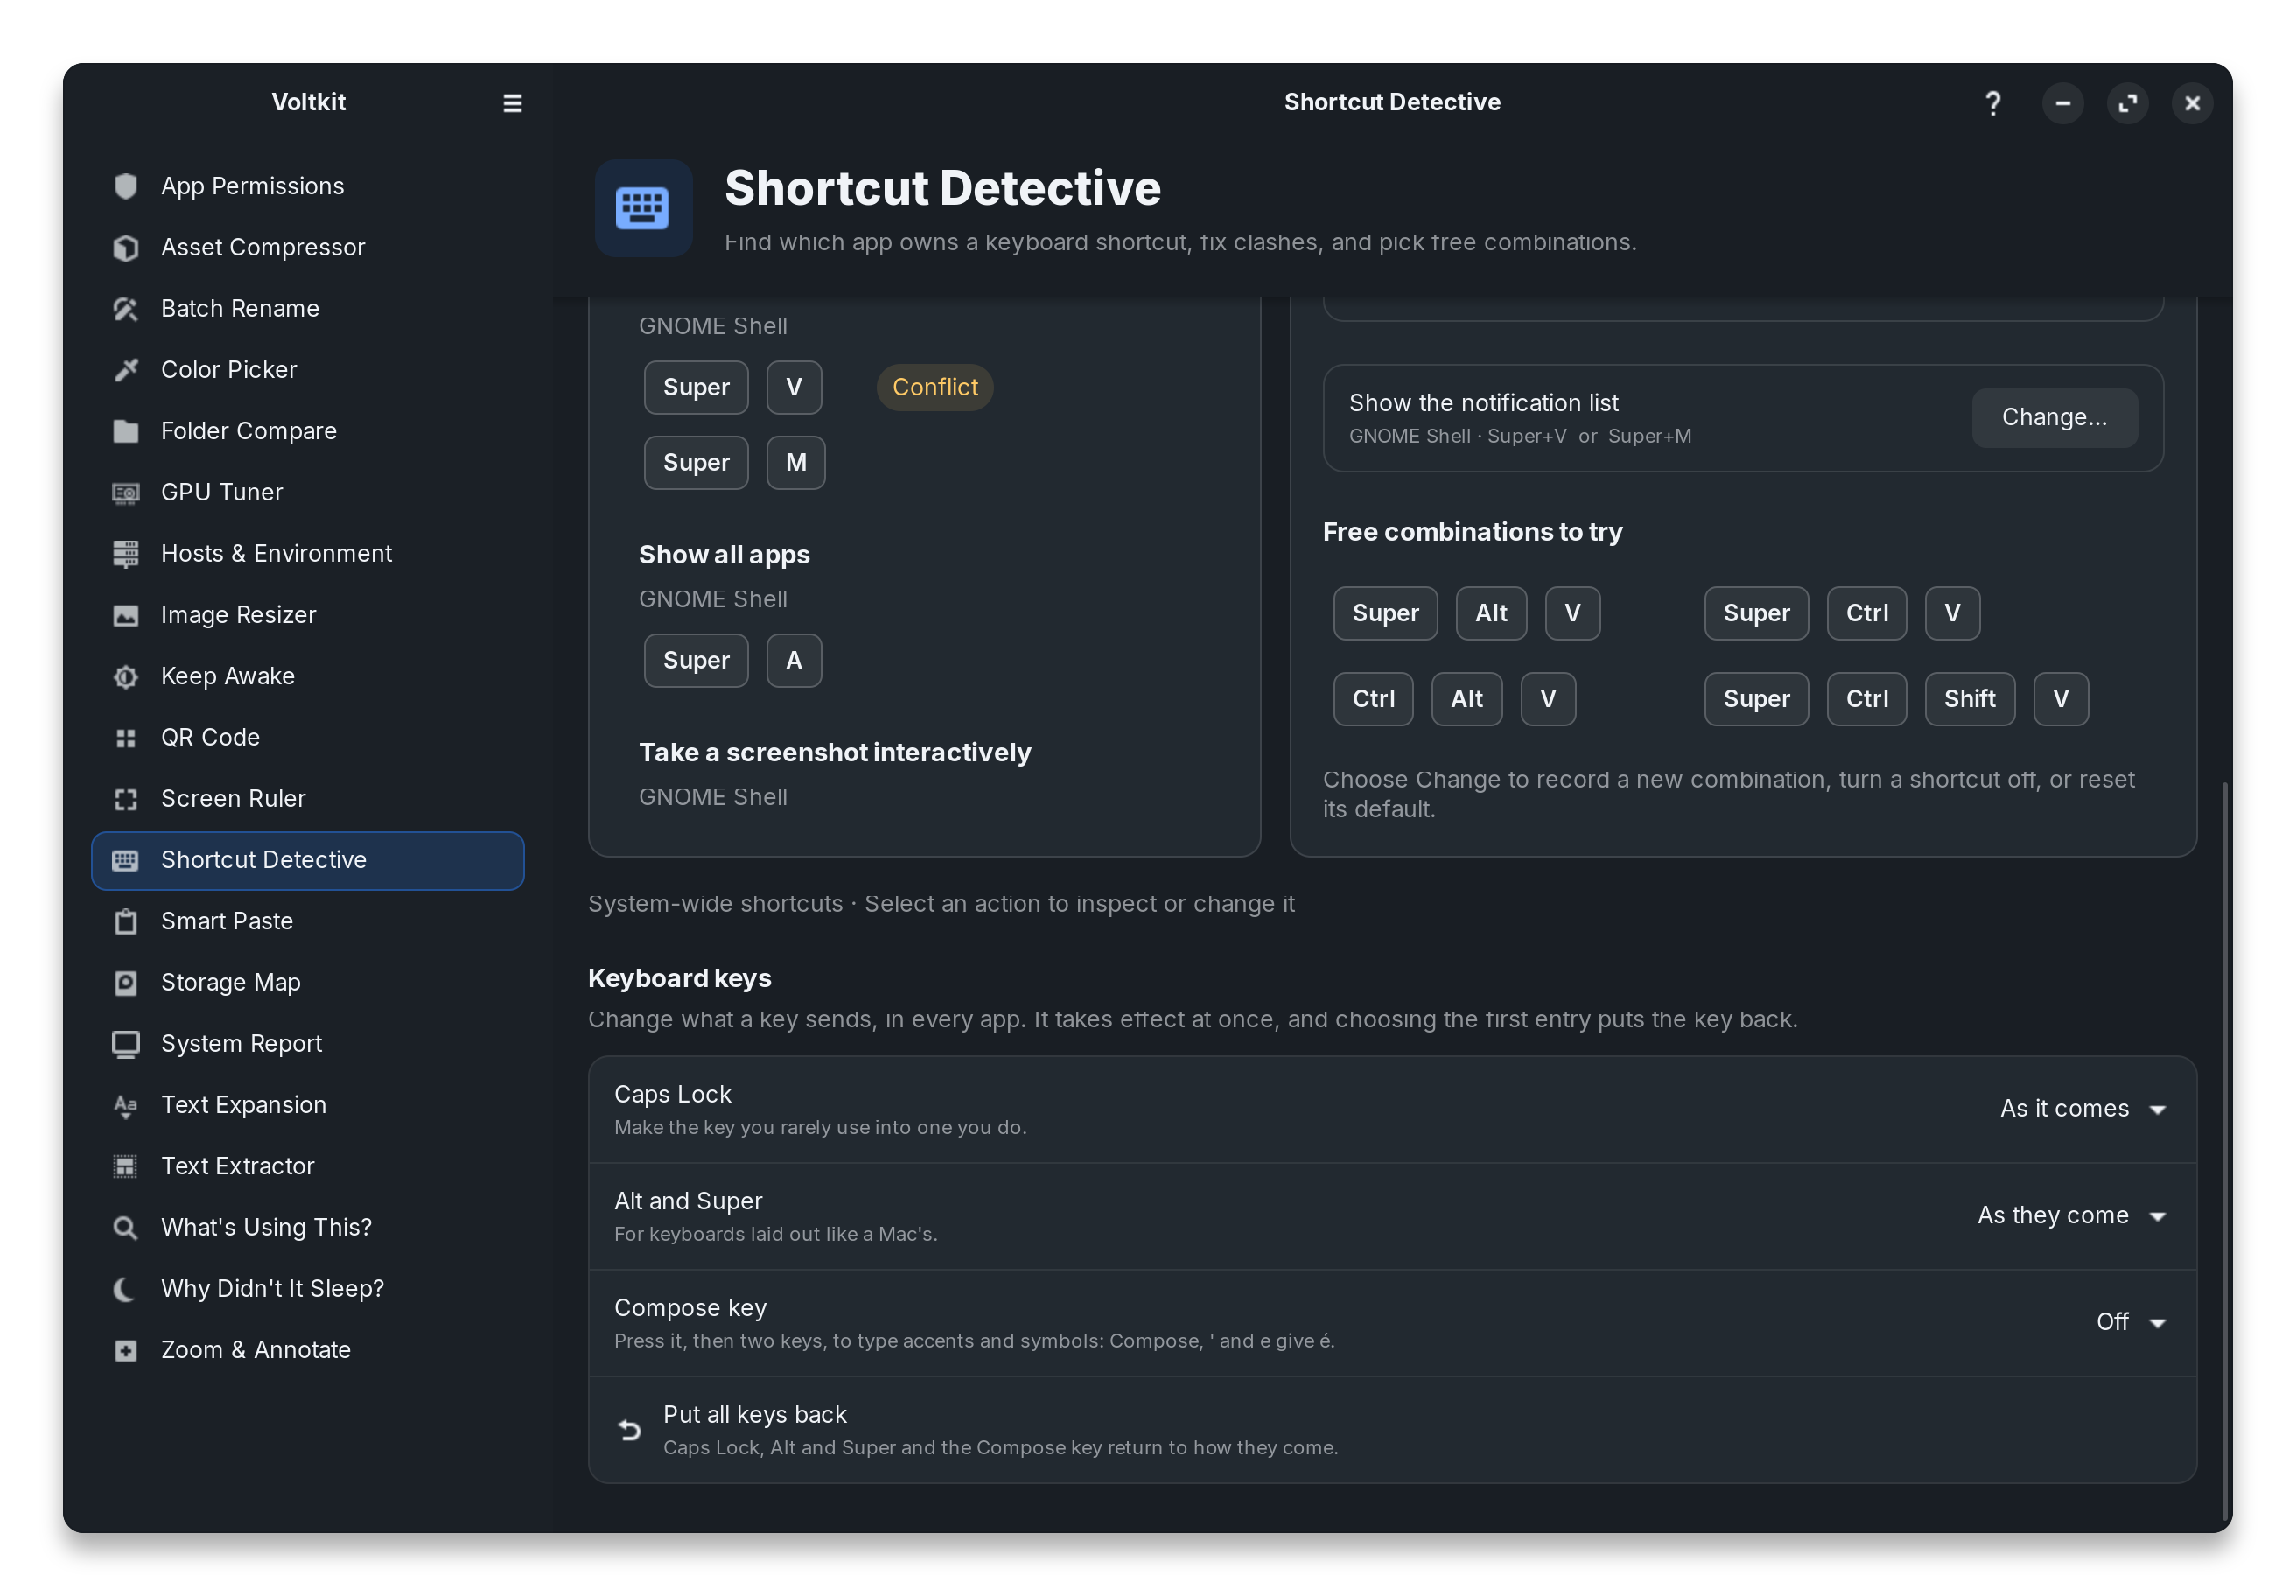 Voltkit
Shortcut Detective
?
App Permissions
Asset Compressor
Batch Rename
Color Picker
Folder Compare
GPU Tuner
Hosts & Environment
Image Resizer
Keep Awake
QR Code
Screen Ruler
Shortcut Detective
Smart Paste
Storage Map
System Report
Text Expansion
Text Extractor
What's Using This?
Why Didn't It Sleep?
Zoom & Annotate
Shortcut Detective
Find which app owns a keyboard shortcut, fix clashes, and pick free combinations.
GNOME Shell
Super V Conflict
Super M
Show all apps
GNOME Shell
Super A
Take a screenshot interactively
GNOME Shell
Show the notification list
GNOME Shell · Super+V or Super+M
Change...
Free combinations to try
Super Alt V Super Ctrl V
Ctrl Alt V Super Ctrl Shift V
Choose Change to record a new combination, turn a shortcut off, or reset
its default.
System-wide shortcuts · Select an action to inspect or change it
Keyboard keys
Change what a key sends, in every app. It takes effect at once, and choosing the first entry puts the key back.
Caps Lock
Make the key you rarely use into one you do.
As it comes
Alt and Super
For keyboards laid out like a Mac's.
As they come
Compose key
Press it, then two keys, to type accents and symbols: Compose, ' and e give é.
Off
Put all keys back
Caps Lock, Alt and Super and the Compose key return to how they come.